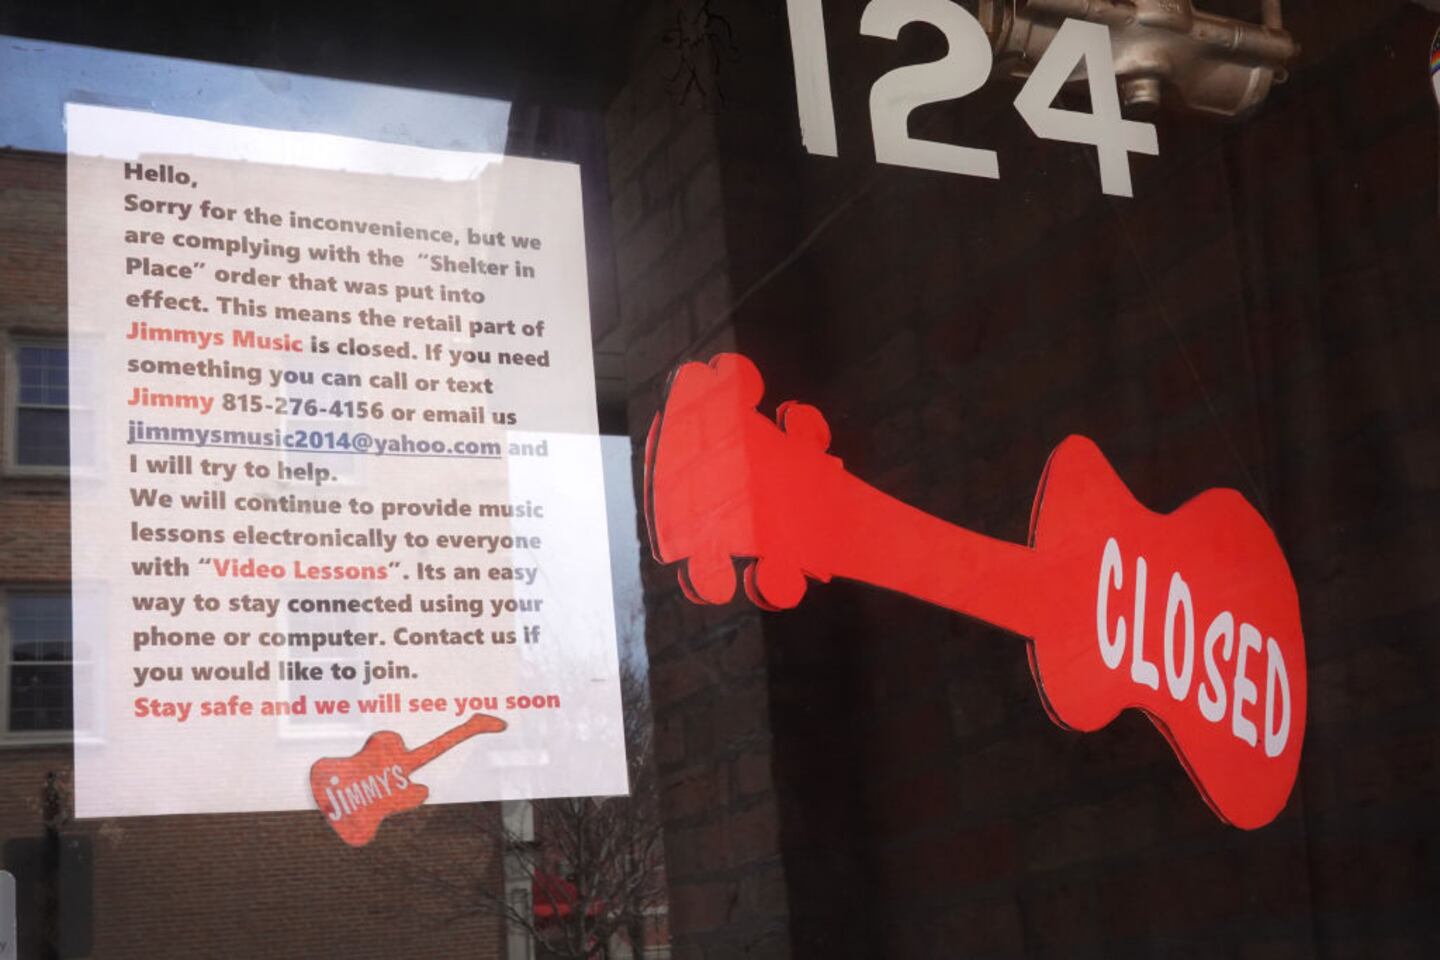 124
Hello,
Sorry for the inconvenience, but we
are complying with the “Shelter in
Place” order that was put into
effect. This means the retail part of
Jimmys Music is closed. If you need
something you can call or text
Jimmy 815-276-4156 or email us
jimmysmusic2014@yahoo.com and
I will try to help.
We will continue to provide music
lessons electronically to everyone
with “Video Lessons”. Its an easy
way to stay connected using your
phone or computer. Contact us if
you would like to join.
Stay safe and we will see you soon
JiMMY'S
CLOSED